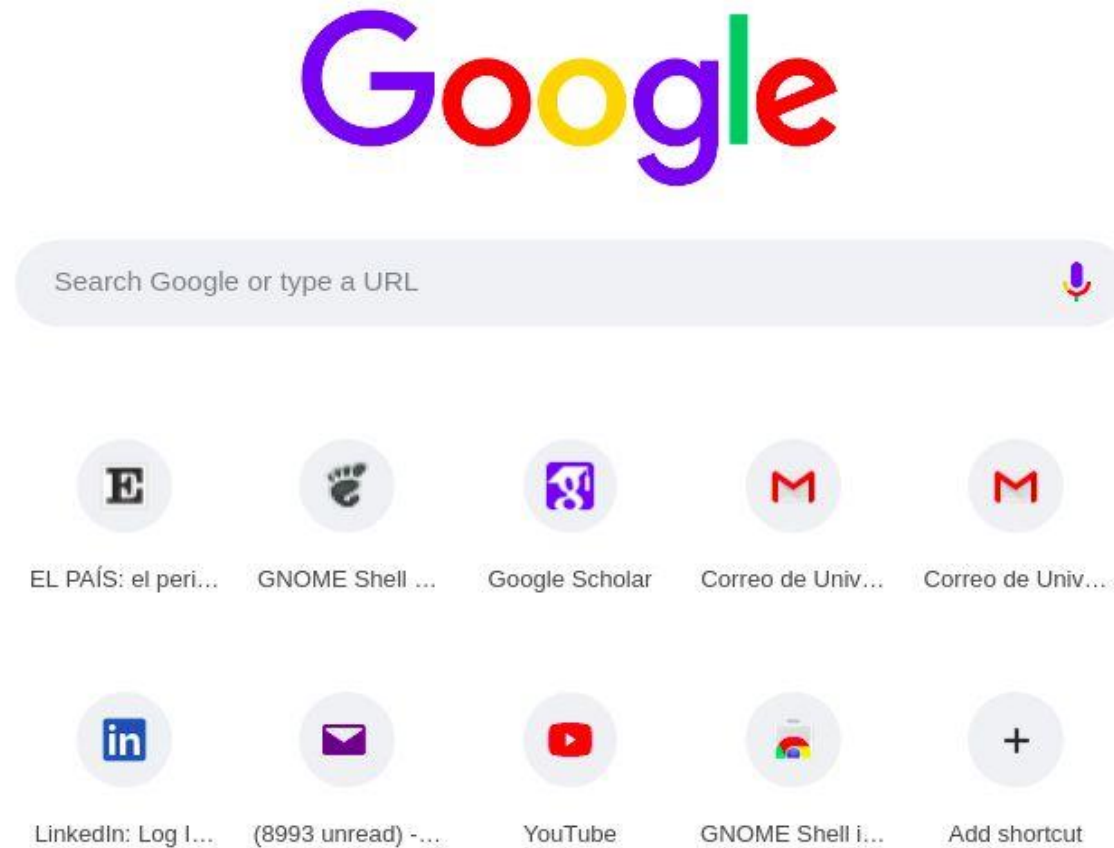 Google
Search Google or type a URL
E
EL PAÍS: el peri...
GNOME Shell ...
Google Scholar
Correo de Univ...
Correo de Univ...
in
LinkedIn: Log I...
(8993 unread) -...
YouTube
GNOME Shell i...
Add shortcut